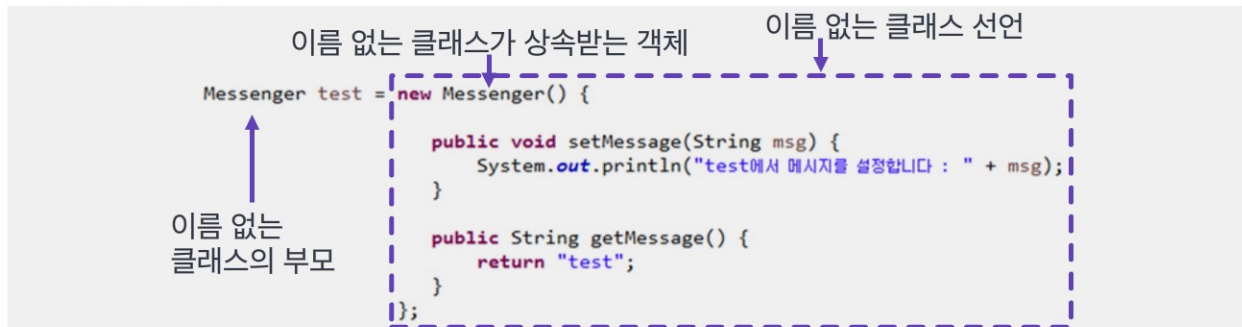 이름 없는 클래스가 상속받는 객체
이름 없는 클래스 선언
Messenger test = new Messenger() {
public void setMessage(String msg) {
System.out.println("test에서 메시지를 설정합니다 : " + msg);
}
public String getMessage() {
return "test";
}
};
이름 없는
클래스의 부모